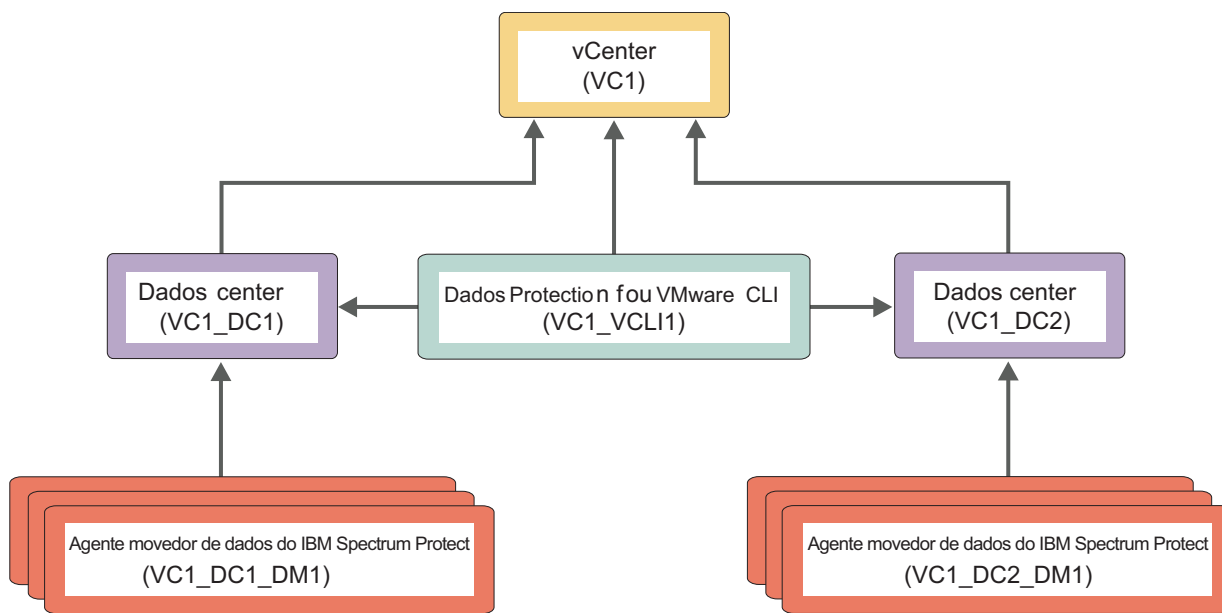 vCenter
(VC1)
Dados center
(VC1_DC1)
Dados Protection fou VMware CLI
(VC1_VCLI1)
Dados center
(VC1_DC2)
Agente movedor de dados do IBM Spectrum Protect
(VC1_DC1_DM1)
Agente movedor de dados do IBM Spectrum Protect
(VC1_DC2_DM1)